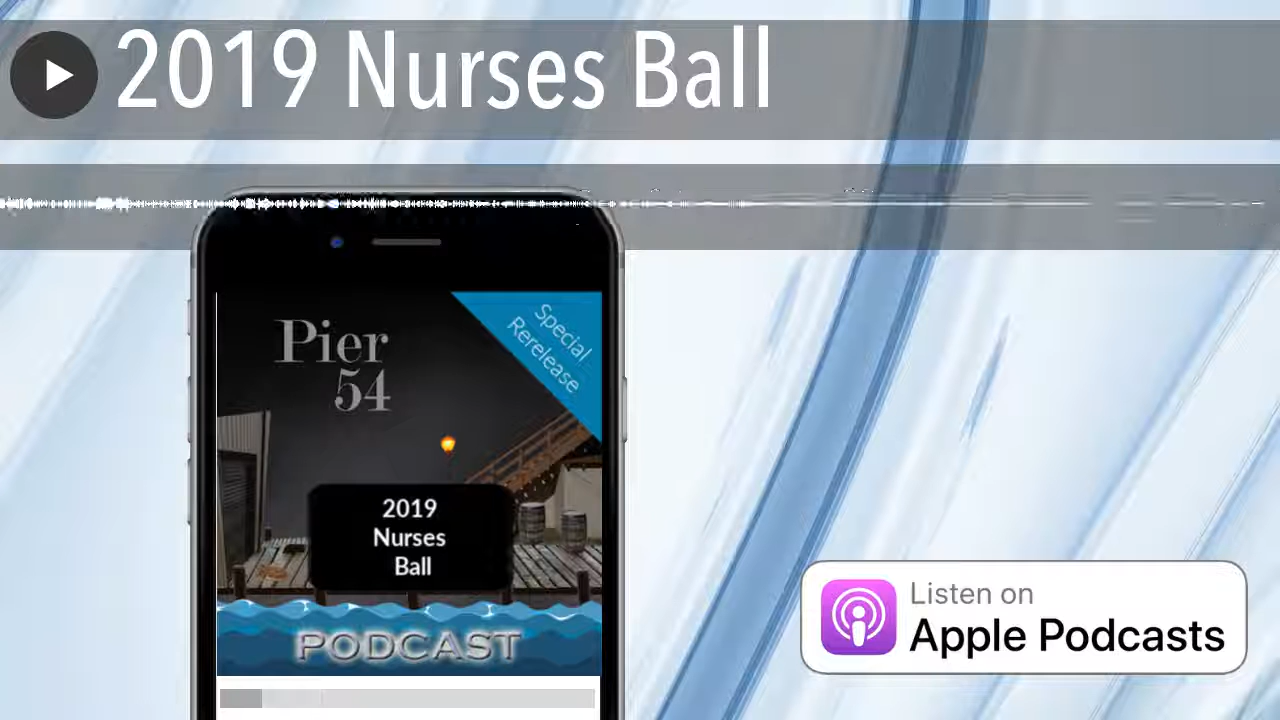 2019 Nurses Ball
Pier
54
Special
Rerelease
2019
Nurses
Ball
PODCAST
Listen on
Apple Podcasts